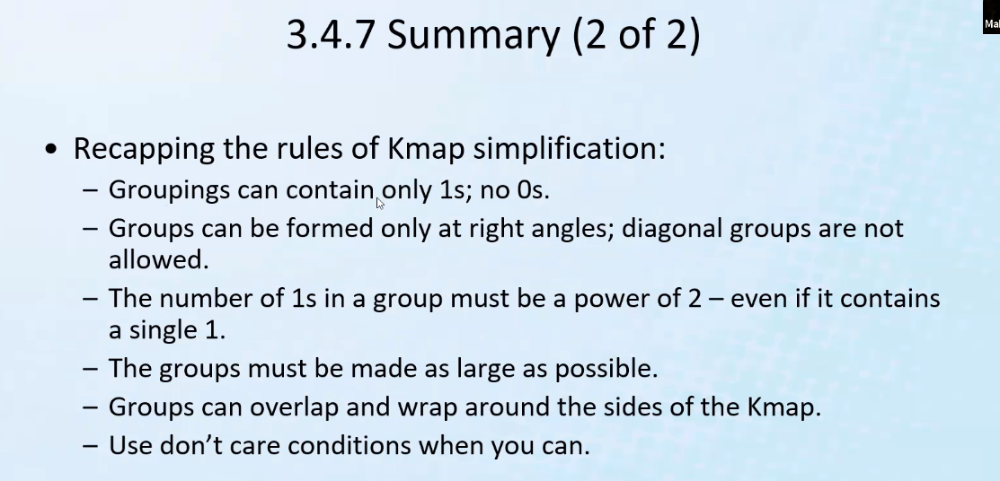 3.4.7 Summary (2 of 2)
Mal
• Recapping the rules of Kmap simplification:
– Groupings can contain only 1s; no 0s.
– Groups can be formed only at right angles; diagonal groups are not
allowed.
– The number of 1s in a group must be a power of 2 – even if it contains
a single 1.
– The groups must be made as large as possible.
– Groups can overlap and wrap around the sides of the Kmap.
– Use don’t care conditions when you can.